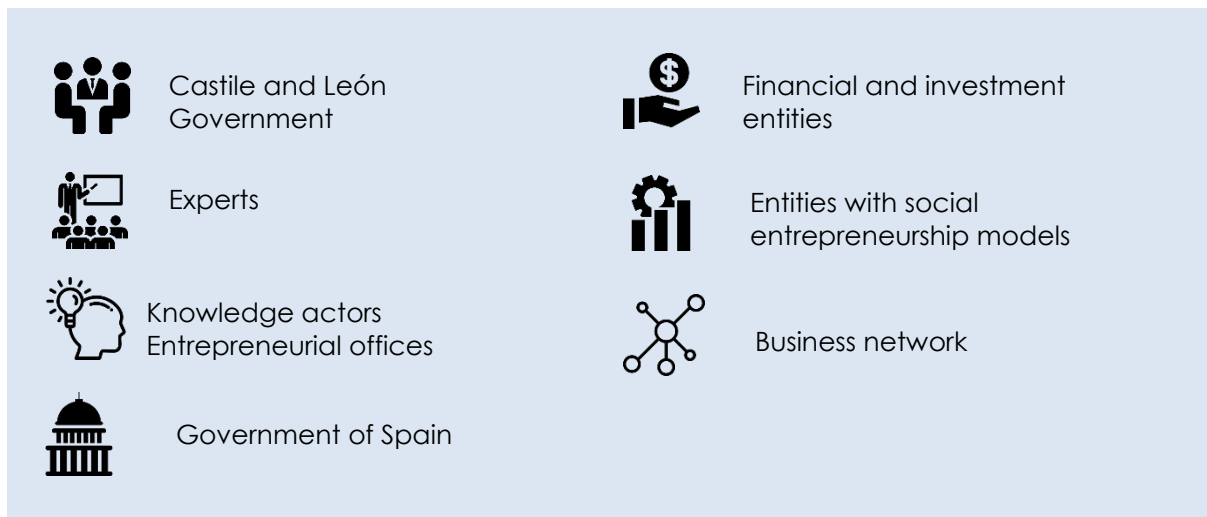 Castile and León
Government
Experts
Knowledge actors
Entrepreneurial offices
Government of Spain
$
Financial and investment
entities
Entities with social
entrepreneurship models
Business network